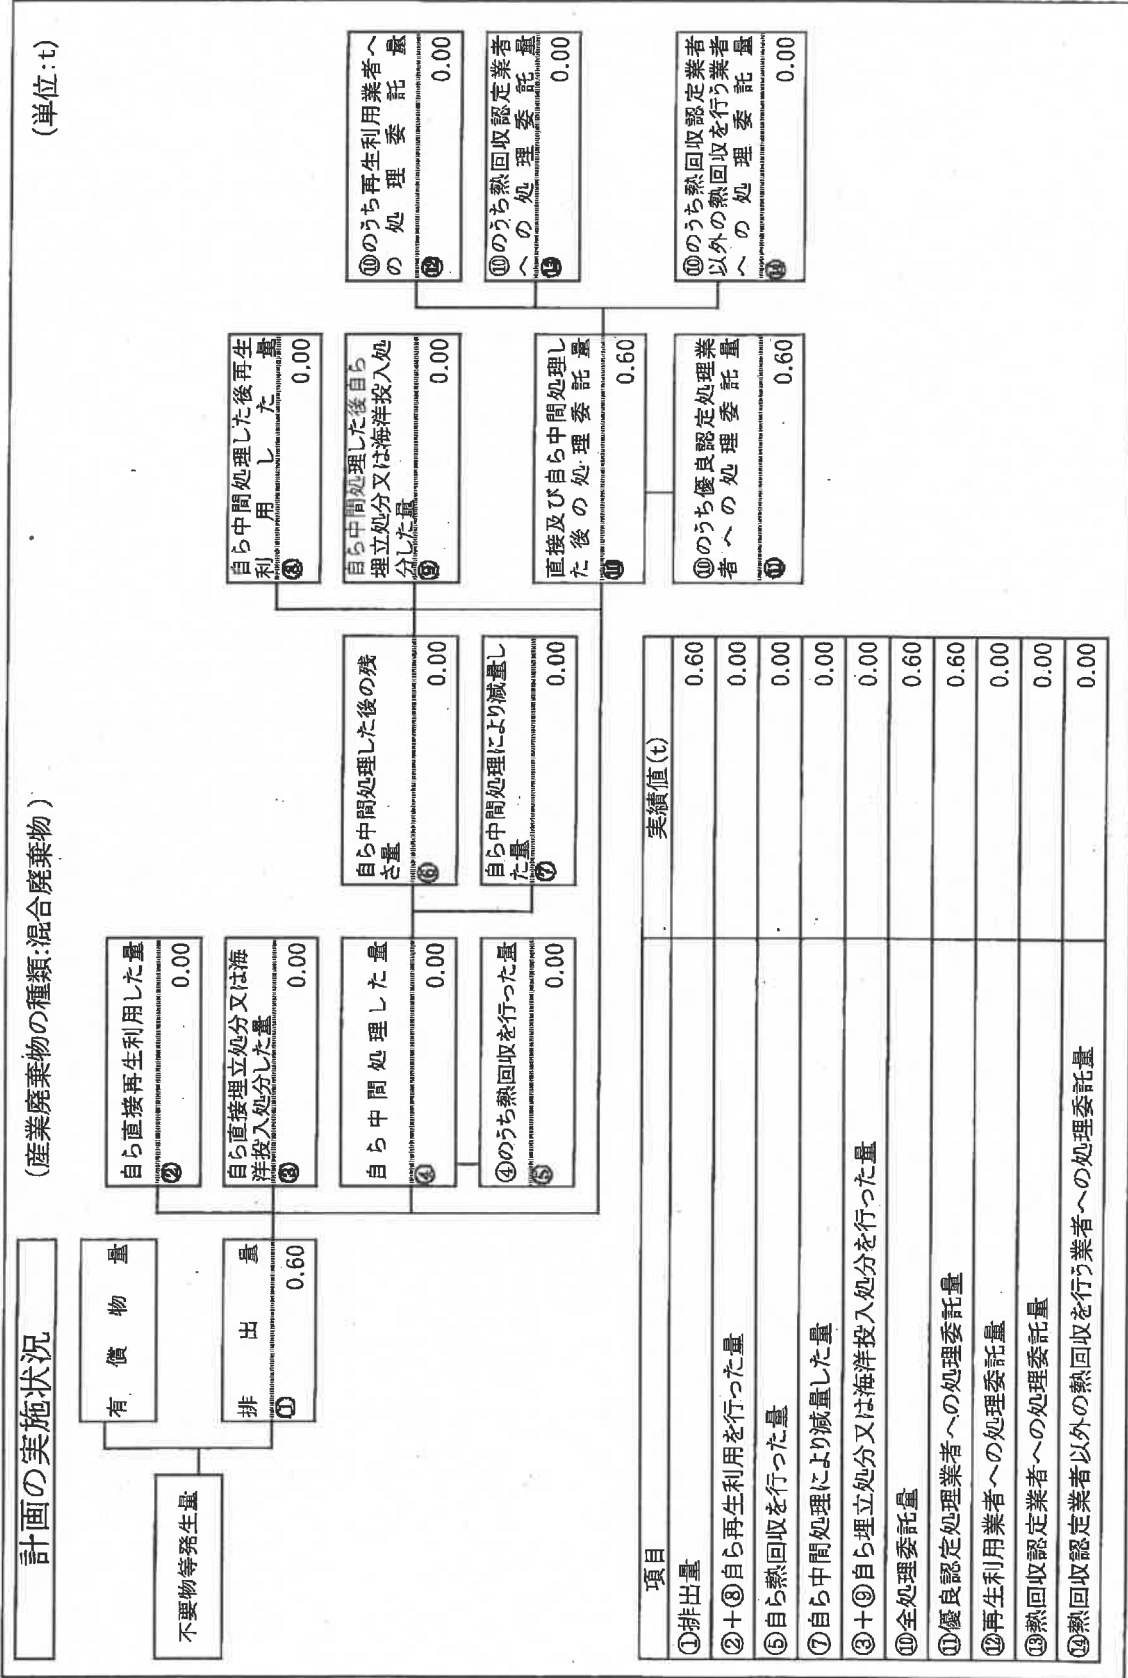 計画の実施状況
(産業廃棄物の種類:混合廃棄物)
(単位:t)
不要物等発生量
有償物量
排出量
① 0.60
自ら直接再生利用した量
② 0.00
自ら直接埋立処分又は海
洋投入処分した量
③ 0.00
自ら中間処理した量
④ 0.00
④のうち熱回収を行った量
⑤ 0.00
自ら中間処理した後の残
さ量
⑥ 0.00
自ら中間処理により減量し
た量
⑦ 0.00
自ら中間処理した後再生
利用した量
⑧ 0.00
自ら中間処理した後自ら
埋立処分又は海洋投入処
分した量
⑨ 0.00
直接及び自ら中間処理し
た後の処理委託量
⑩ 0.60
⑩のうち優良認定処理業
者への処理委託量
⑪ 0.60
⑩のうち再生利用業者へ
の処理委託量
⑫ 0.00
⑩のうち熱回収認定業者
への処理委託量
⑬ 0.00
⑩のうち熱回収認定業者
以外の熱回収を行う業者
への処理委託量
⑭ 0.00
項目 実績値(t)
①排出量 0.60
②+⑧自ら再生利用を行った量 0.00
⑤自ら熱回収を行った量 0.00
⑦自ら中間処理により減量した量 0.00
③+⑨自ら埋立処分又は海洋投入処分を行った量 0.00
⑩全処理委託量 0.60
⑪優良認定処理業者への処理委託量 0.60
⑫再生利用業者への処理委託量 0.00
⑬熱回収認定業者への処理委託量 0.00
⑭熱回収認定業者以外の熱回収を行う業者への処理委託量 0.00